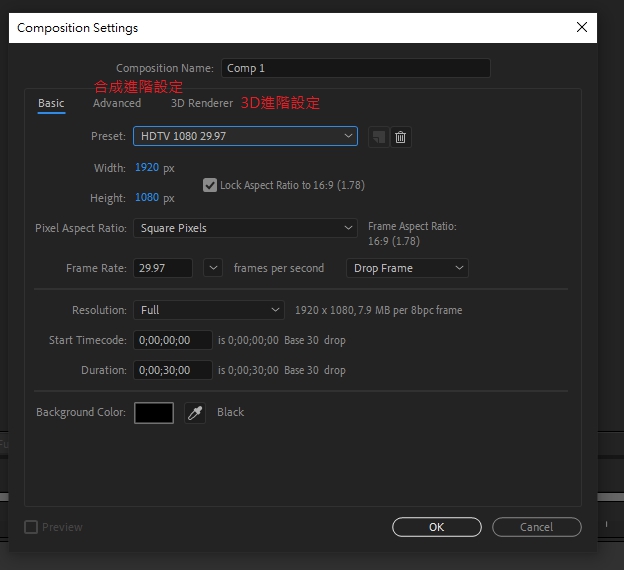 Composition Settings
Composition Name: Comp 1
合成進階設定
Basic Advanced 3D Renderer 3D進階設定
Preset: HDTV 1080 29.97
Width: 1920 px
Lock Aspect Ratio to 16:9 (1.78)
Height: 1080 px
Pixel Aspect Ratio: Square Pixels Frame Aspect Ratio:
16:9 (1.78)
Frame Rate: 29.97 frames per second Drop Frame
Resolution: Full 1920 x 1080, 7.9 MB per 8bpc frame
Start Timecode: 0;00;00;00 is 0;00;00;00 Base 30 drop
Duration: 0;00;30;00 is 0;00;30;00 Base 30 drop
Background Color: Black
Preview OK Cancel